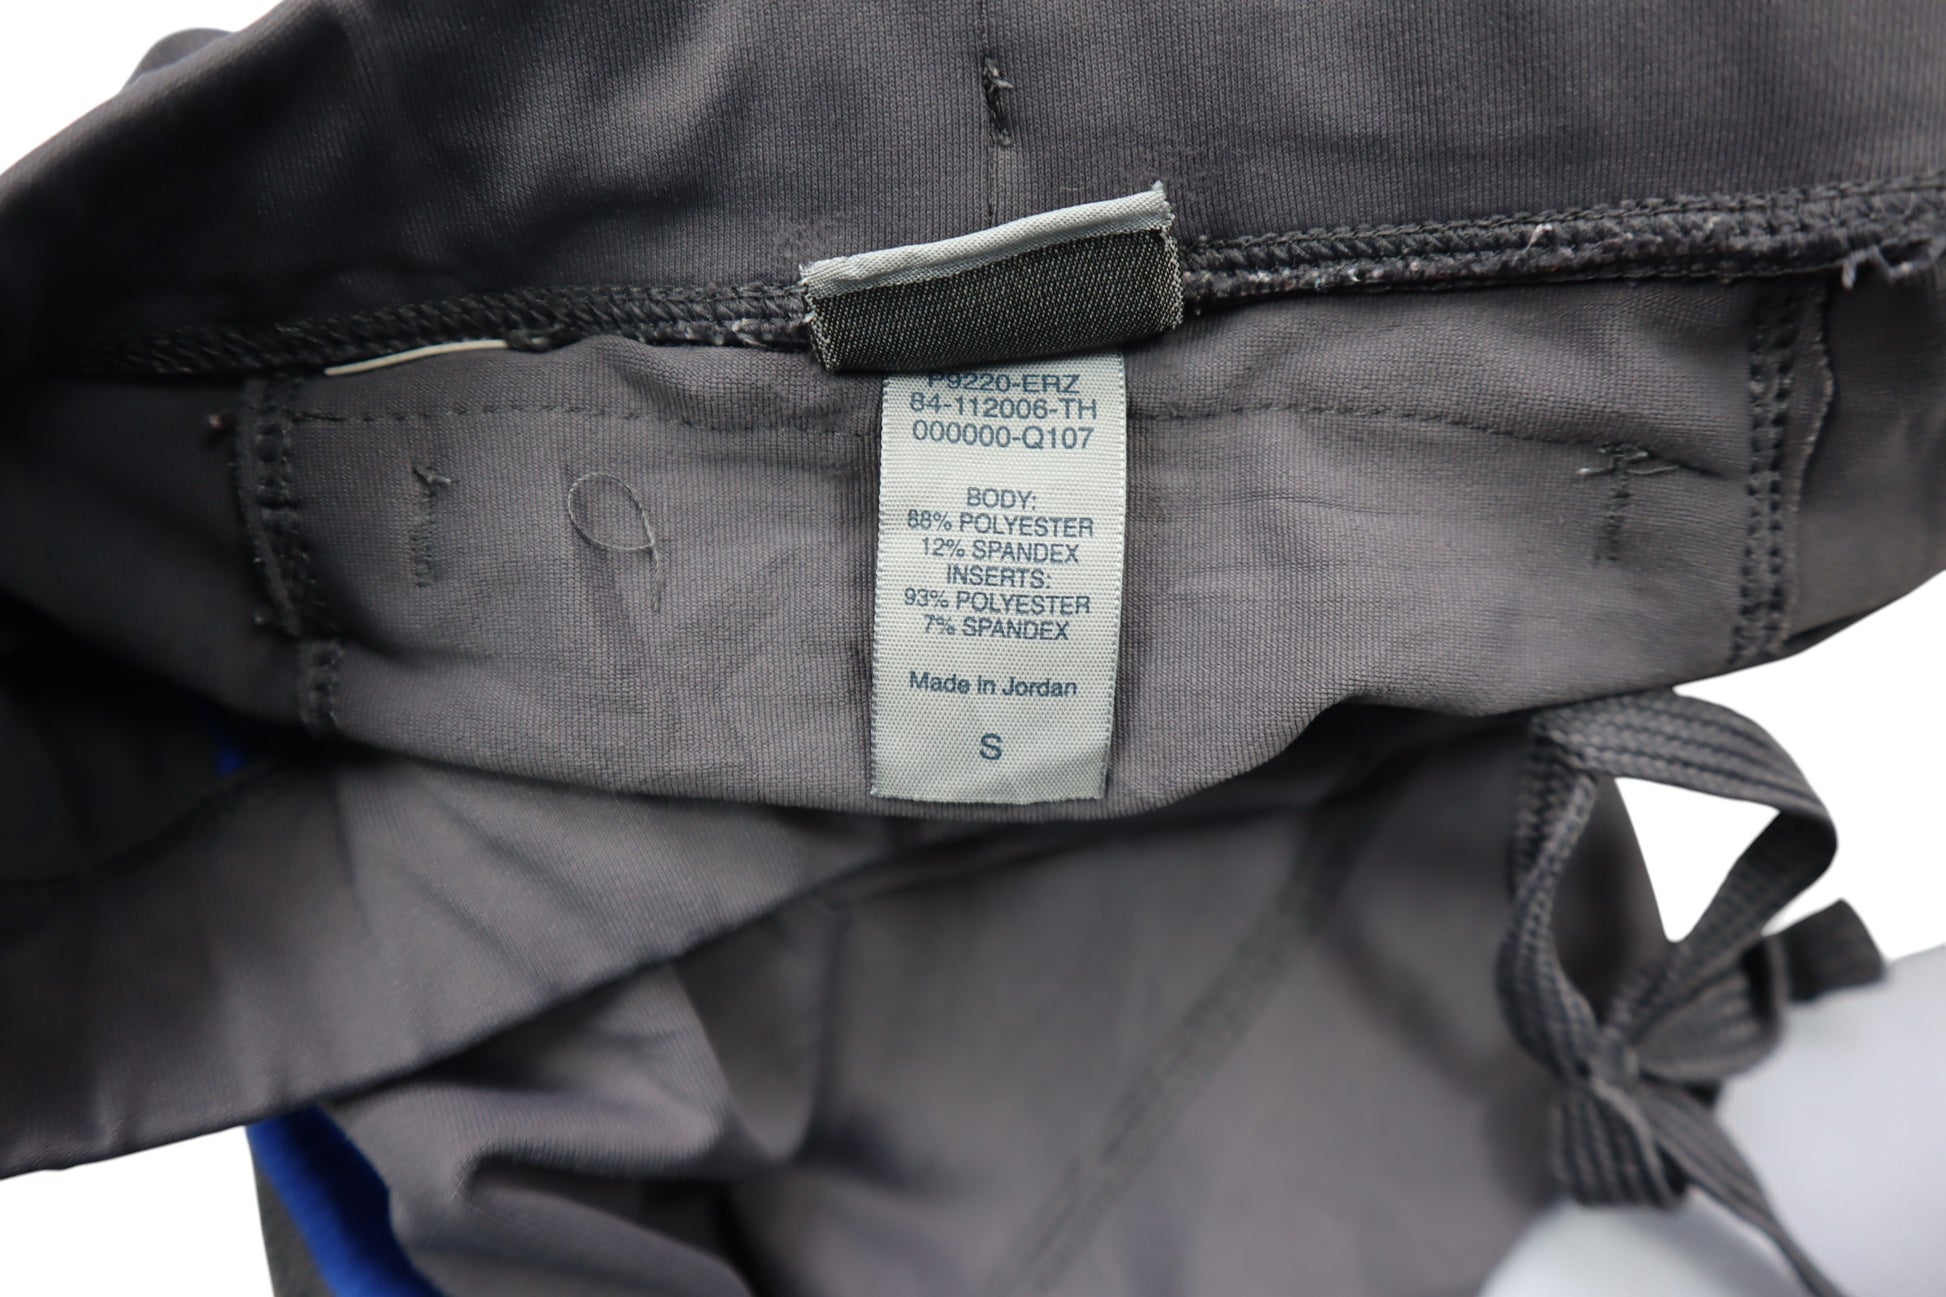 P9220-ERZ
84-112006-TH
000000-Q107
BODY:
88% POLYESTER
12% SPANDEX
INSERTS:
93% POLYESTER
7% SPANDEX
Made in Jordan
S